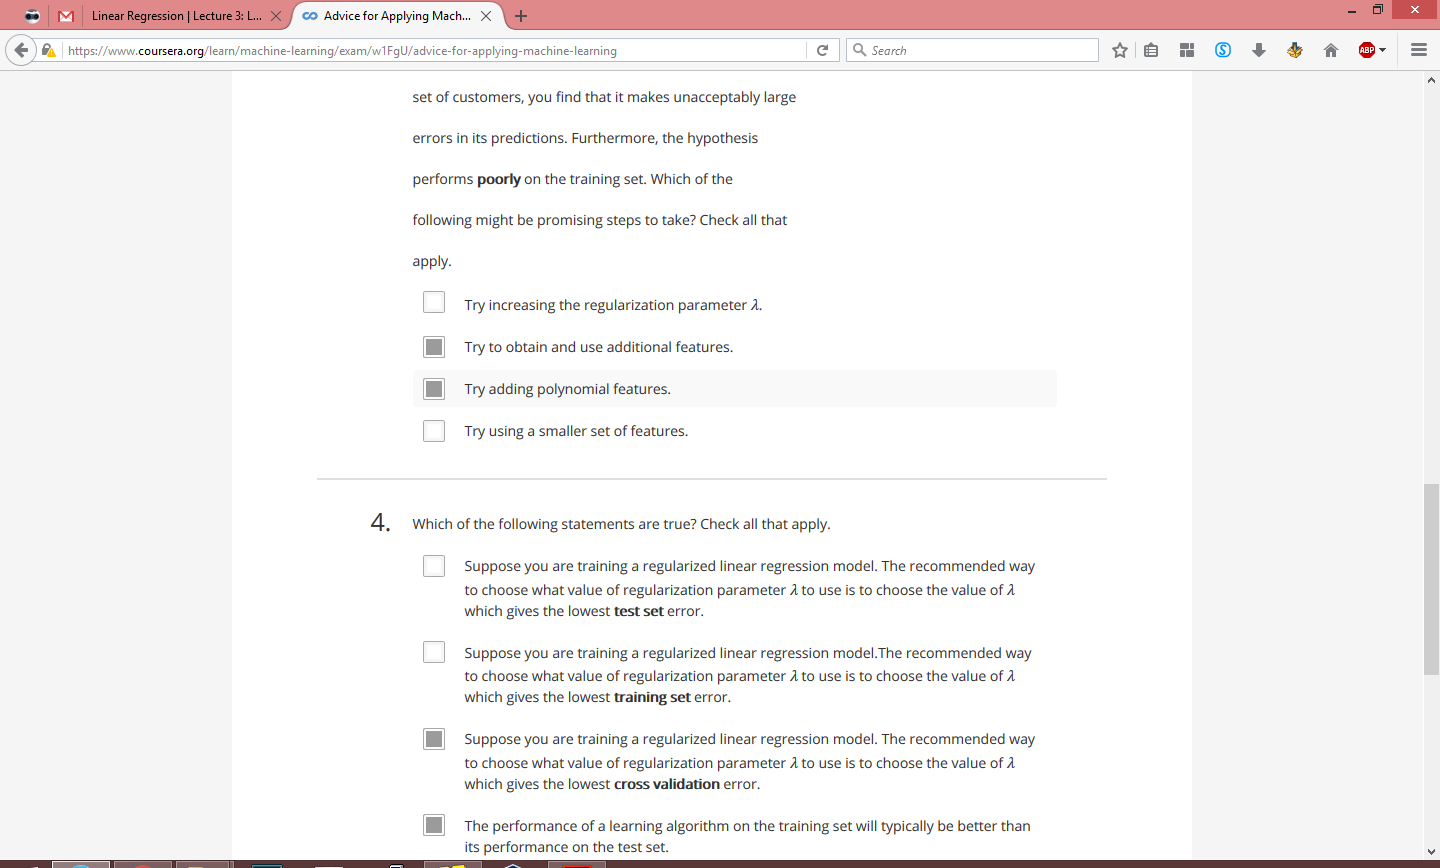 Linear Regression | Lecture 3: L...
Advice for Applying Mach...
https://www.coursera.org/learn/machine-learning/exam/w1FgU/advice-for-applying-machine-learning
Search
ABP
set of customers, you find that it makes unacceptably large
errors in its predictions. Furthermore, the hypothesis
performs poorly on the training set. Which of the
following might be promising steps to take? Check all that
apply.
Try increasing the regularization parameter λ.
Try to obtain and use additional features.
Try adding polynomial features.
Try using a smaller set of features.
4. Which of the following statements are true? Check all that apply.
Suppose you are training a regularized linear regression model. The recommended way
to choose what value of regularization parameter λ to use is to choose the value of λ
which gives the lowest test set error.
Suppose you are training a regularized linear regression model.The recommended way
to choose what value of regularization parameter λ to use is to choose the value of λ
which gives the lowest training set error.
Suppose you are training a regularized linear regression model. The recommended way
to choose what value of regularization parameter λ to use is to choose the value of λ
which gives the lowest cross validation error.
The performance of a learning algorithm on the training set will typically be better than
its performance on the test set.